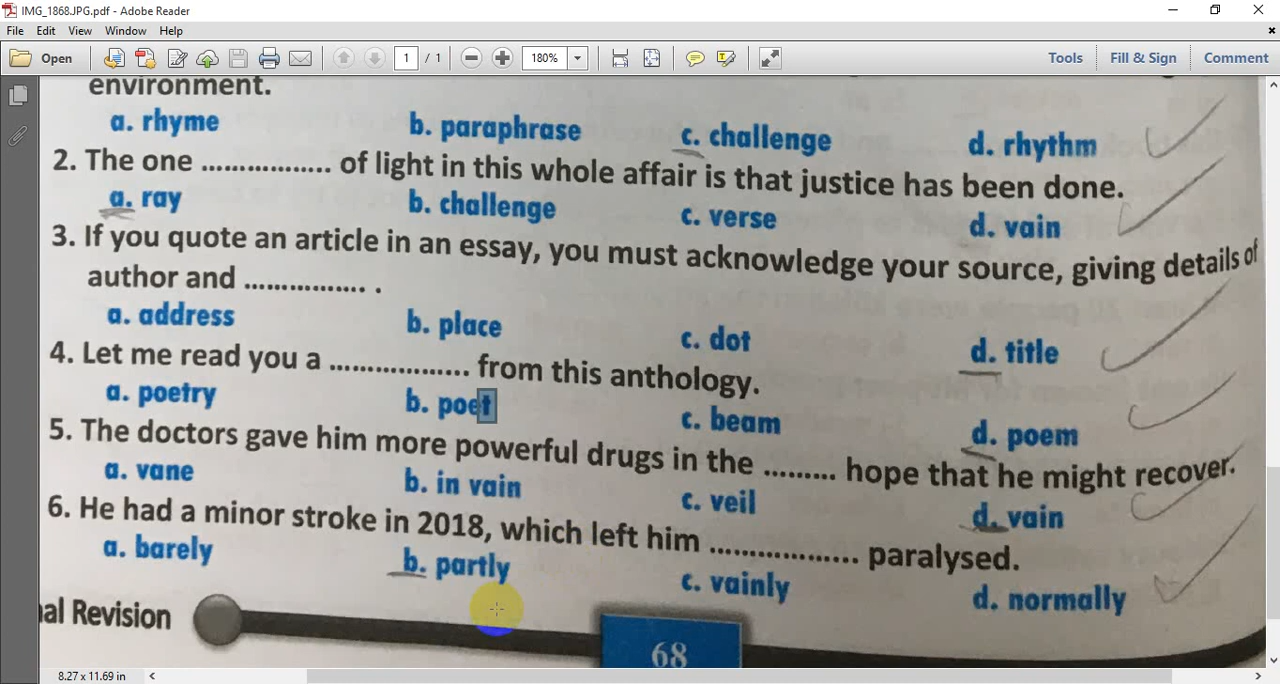 IMG_1868.JPG.pdf - Adobe Reader
File Edit View Window Help
Open 1 / 1 180% Tools Fill & Sign Comment
environment.
a. rhyme b. paraphrase c. challenge d. rhythm
2. The one ................. of light in this whole affair is that justice has been done.
a. ray b. challenge c. verse d. vain
3. If you quote an article in an essay, you must acknowledge your source, giving details of
author and ................ .
a. address b. place c. dot d. title
4. Let me read you a .................. from this anthology.
a. poetry b. poet c. beam d. poem
5. The doctors gave him more powerful drugs in the ......... hope that he might recover.
a. vane b. in vain c. veil d. vain
6. He had a minor stroke in 2018, which left him ................... paralysed.
a. barely b. partly c. vainly d. normally
Revision
68
8.27 x 11.69 in